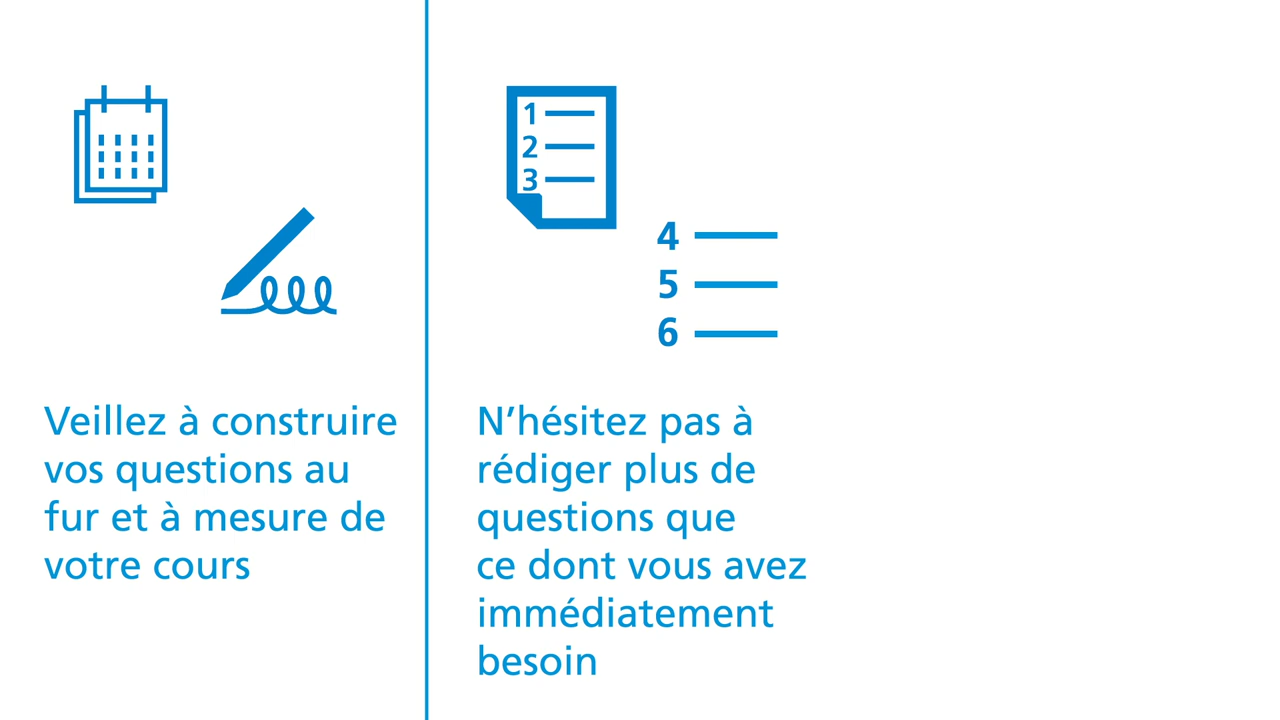 Veillez à construire
vos questions au
fur et à mesure de
votre cours
1
2
3
4
5
6
N’hésitez pas à
rédiger plus de
questions que
ce dont vous avez
immédiatement
besoin